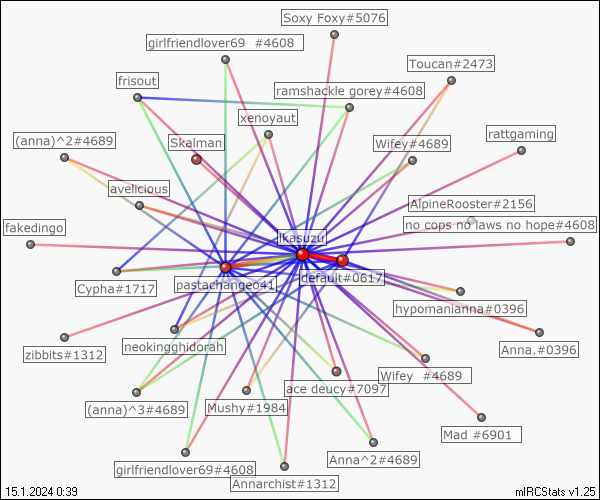 Soxy Foxy#5076
girlfriendlover69 #4608
Toucan#2473
frisout
ramshackle gorey#4608
xenoyaut
(anna)^2#4689
Skalman
Wifey#4689
rattgaming
avelicious
AlpineRooster#2156
fakedingo
no cops no laws no hope#4608
ikasuzu
Cypha#1717
pastachangeo41
default#0617
hypomanianna#0396
zibbits#1312
neokingghidorah
Anna.#0396
ace deucy#7097
Wifey #4689
(anna)^3#4689
Mushy#1984
Mad #6901
girlfriendlover69#4608
Anna^2#4689
Annarchist#1312
15.1.2024 0:39
mIRCStats v1.25